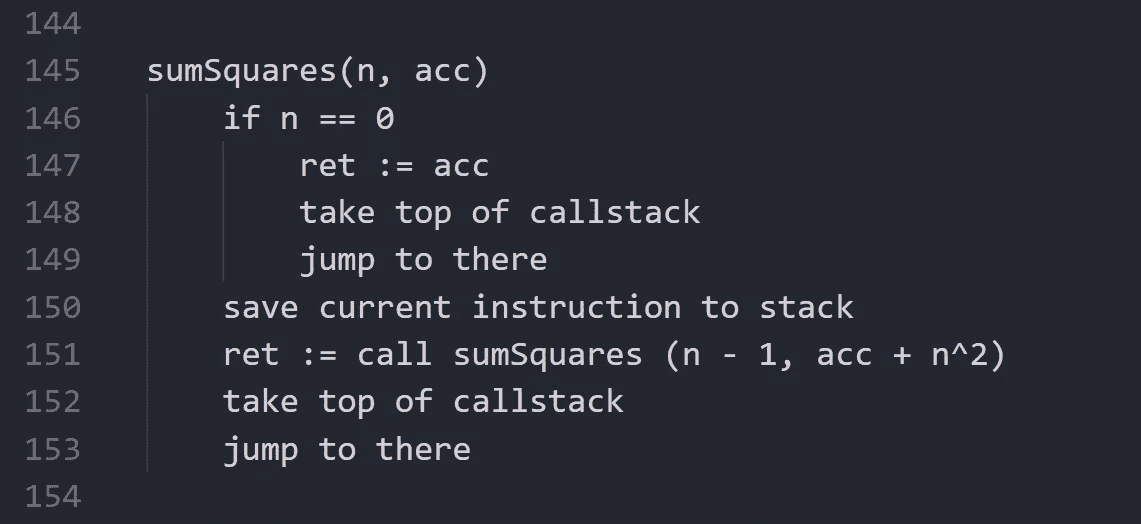 144
145 sumSquares(n, acc)
146 if n == 0
147 ret := acc
148 take top of callstack
149 jump to there
150 save current instruction to stack
151 ret := call sumSquares (n - 1, acc + n^2)
152 take top of callstack
153 jump to there
154